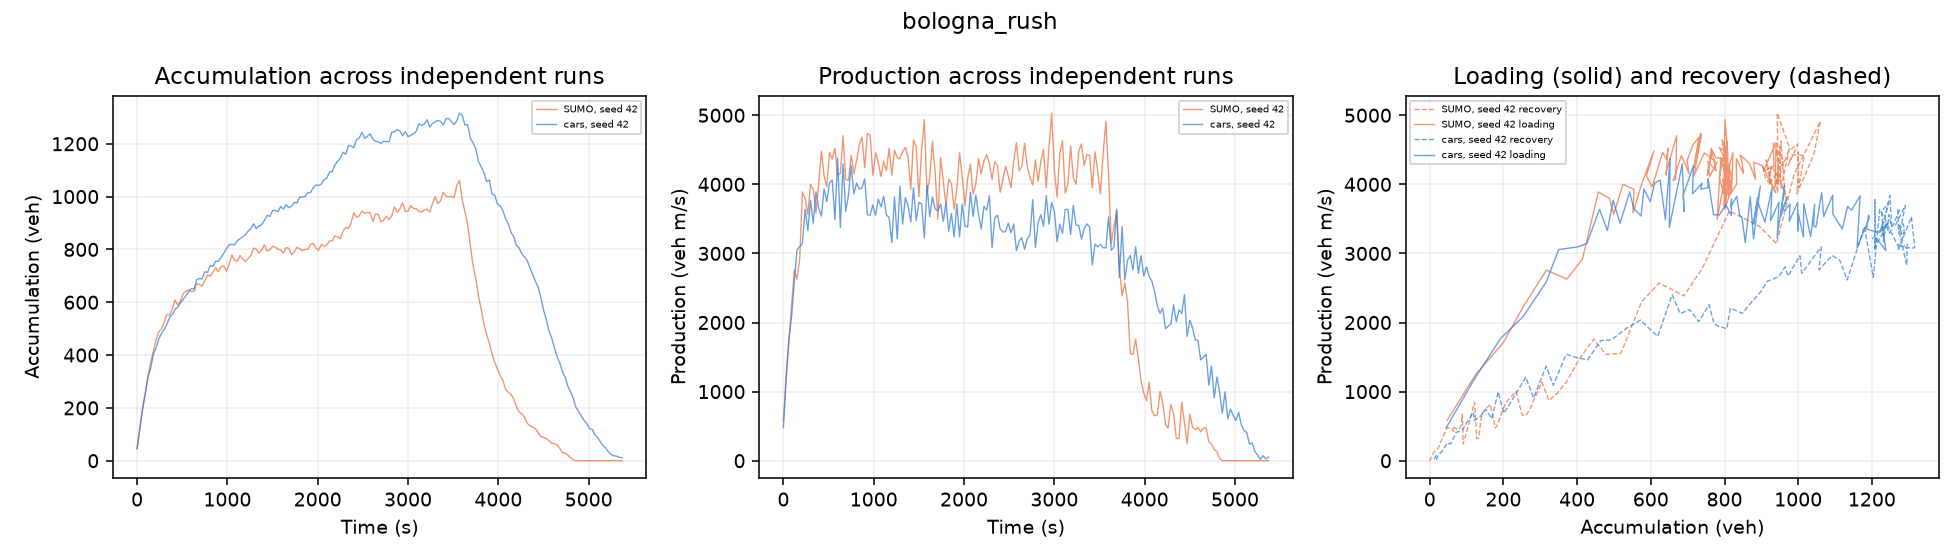 bologna_rush
Accumulation across independent runs
Accumulation (veh)
1200
1000
800
600
400
200
0
SUMO, seed 42
cars, seed 42
0 1000 2000 3000 4000 5000
Time (s)
Production across independent runs
Production (veh m/s)
5000
4000
3000
2000
1000
0
SUMO, seed 42
cars, seed 42
0 1000 2000 3000 4000 5000
Time (s)
Loading (solid) and recovery (dashed)
Production (veh m/s)
5000
4000
3000
2000
1000
0
SUMO, seed 42 recovery
SUMO, seed 42 loading
cars, seed 42 recovery
cars, seed 42 loading
0 200 400 600 800 1000 1200
Accumulation (veh)